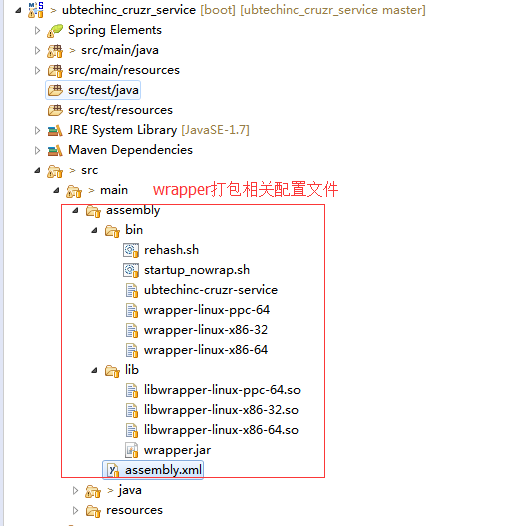 > ubtechinc_cruzr_service [boot] [ubtechinc_cruzr_service master]
Spring Elements
> src/main/java
src/main/resources
src/test/java
src/test/resources
JRE System Library [JavaSE-1.7]
Maven Dependencies
> src
> main wrapper打包相关配置文件
assembly
bin
rehash.sh
startup_nowrap.sh
ubtechinc-cruzr-service
wrapper-linux-ppc-64
wrapper-linux-x86-32
wrapper-linux-x86-64
lib
libwrapper-linux-ppc-64.so
libwrapper-linux-x86-32.so
libwrapper-linux-x86-64.so
wrapper.jar
assembly.xml
> java
resources